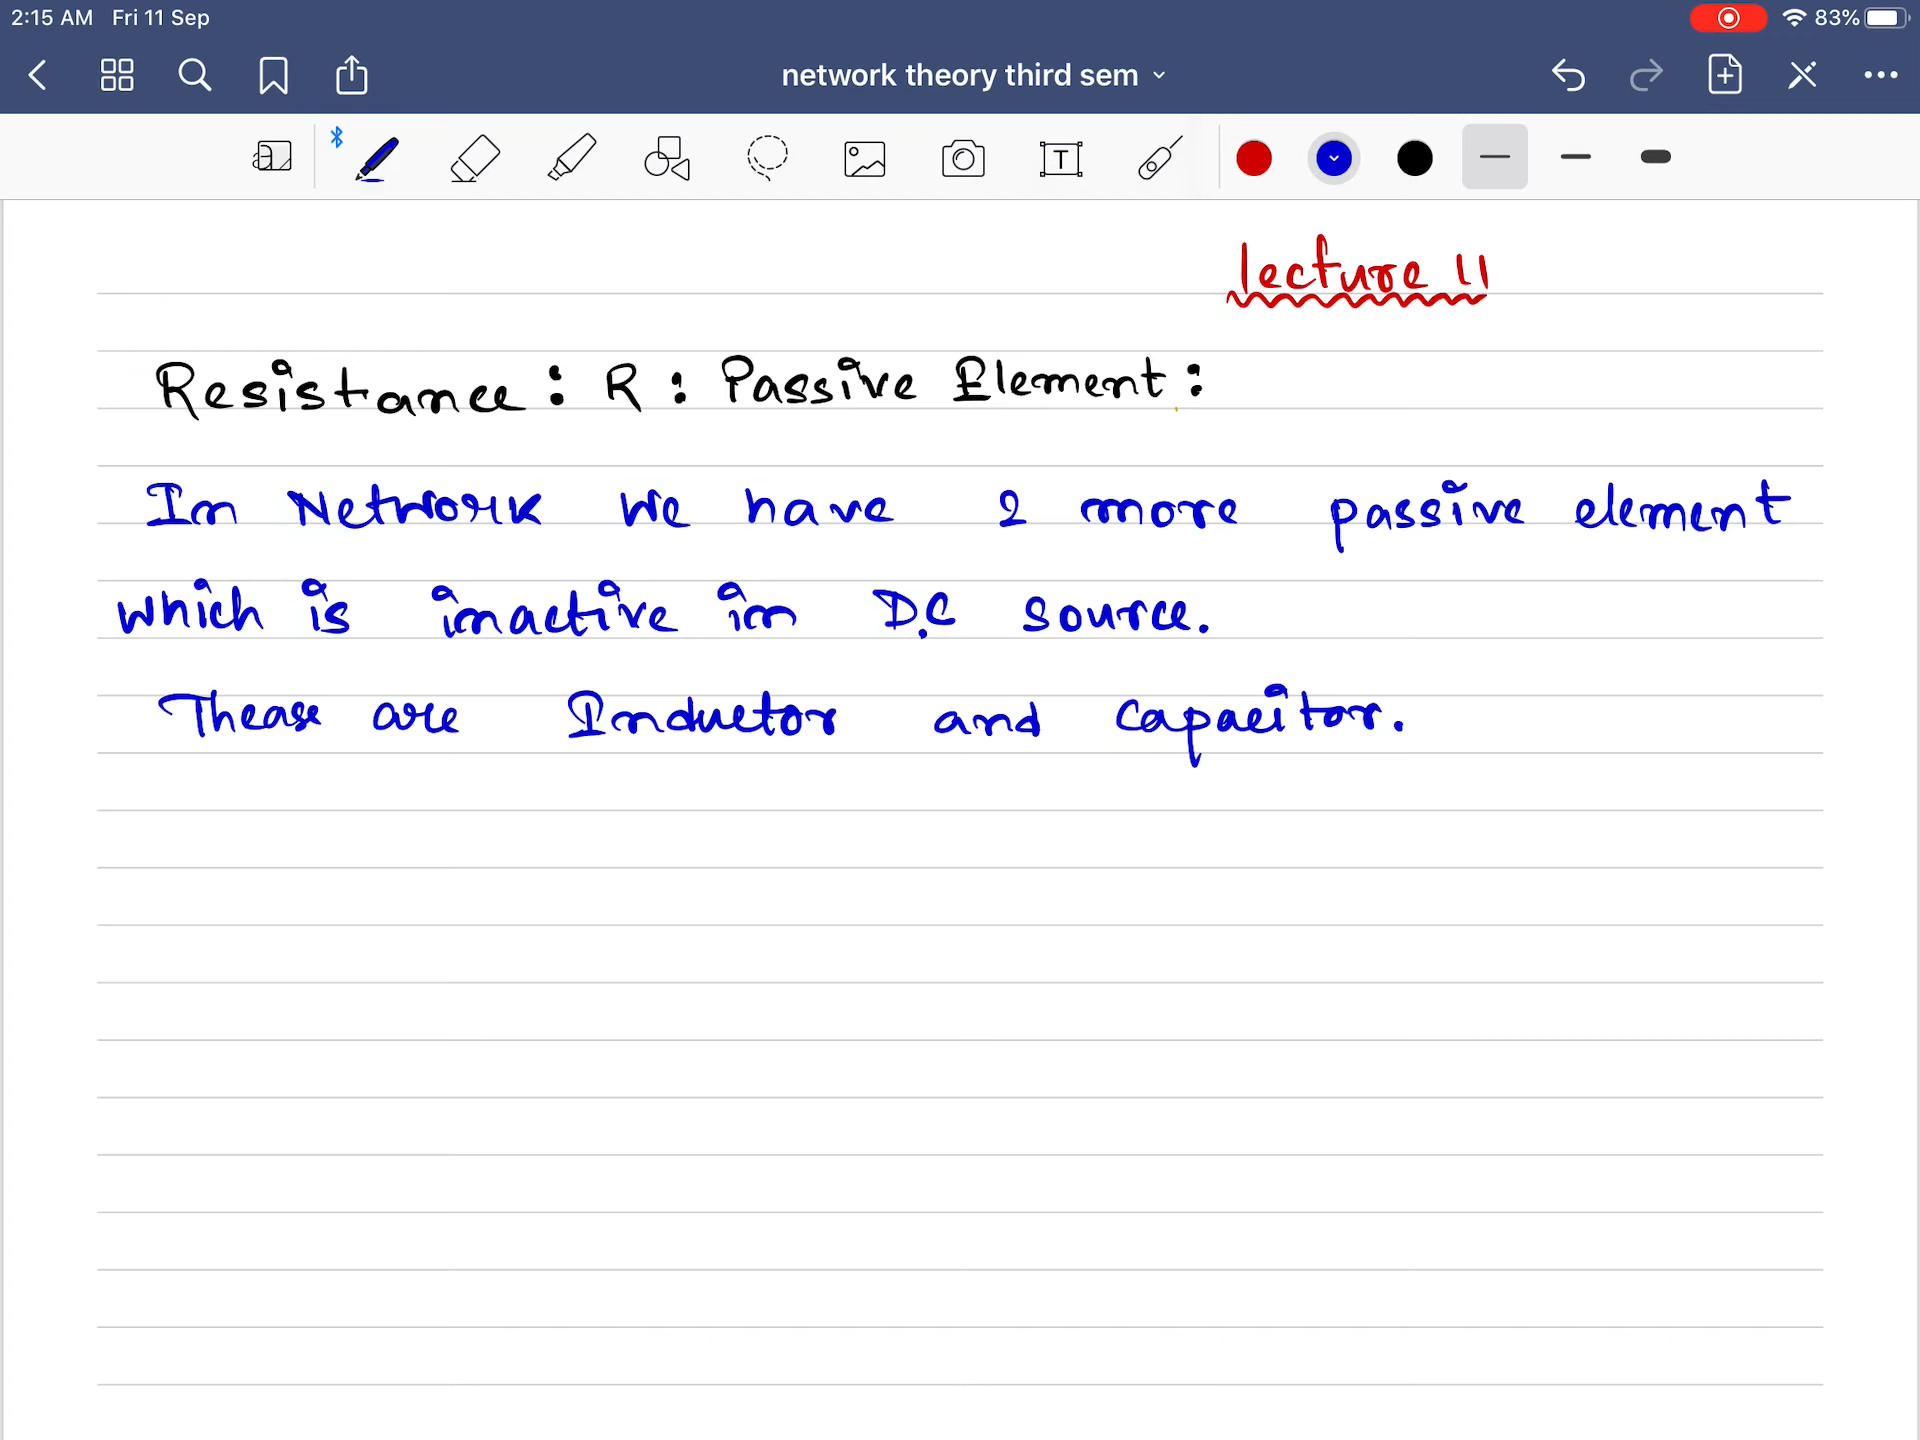 2:15 AM Fri 11 Sep 83%
network theory third sem
T
lecture 11
Resistance : R : Passive Element :
In Network We have 2 more passive element
which is inactive in D.C source.
Thease are Inductor and capacitor.